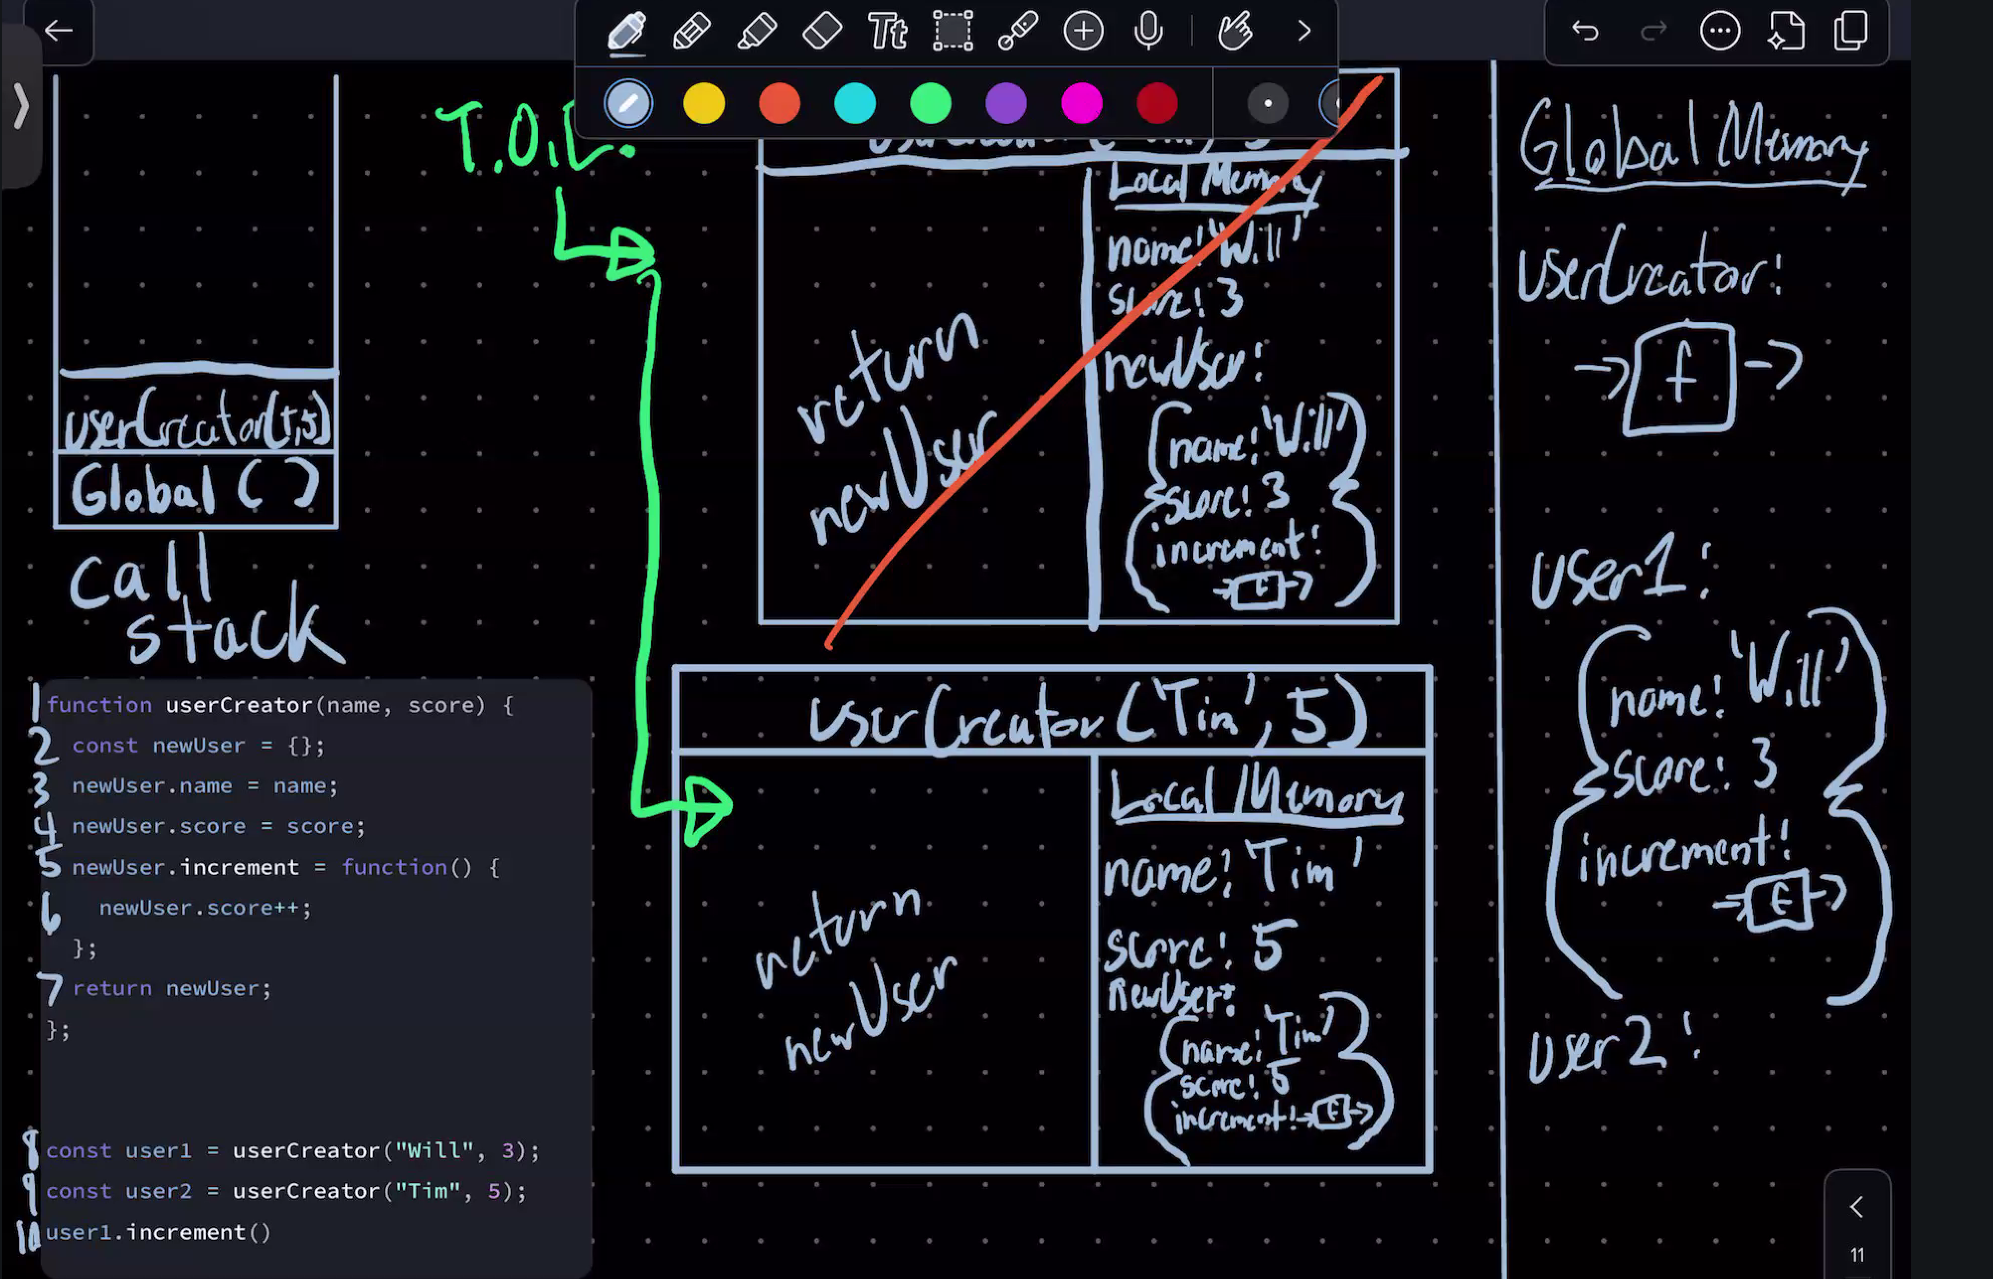 Tt
T.O.E.
userCreator(T,5)
Global ( )
call
stack
1 function userCreator(name, score) {
2 const newUser = {};
3 newUser.name = name;
4 newUser.score = score;
5 newUser.increment = function() {
6 newUser.score++;
};
7 return newUser;
};
8 const user1 = userCreator("Will", 3);
9 const user2 = userCreator("Tim", 5);
10 user1.increment()
return
newUser
Local Memory
name: 'Will'
score: 3
newUser:
{name: 'Will'
score: 3
increment:
→[f]→ }
userCreator('Tim', 5)
return
newUser
Local Memory
name: 'Tim'
score: 5
newUser:
{name: 'Tim'
score: 5
increment: →[f]→ }
Global Memory
userCreator:
→[f]→
user1:
{name: 'Will'
score: 3
increment:
→[f]→ }
user2:
11